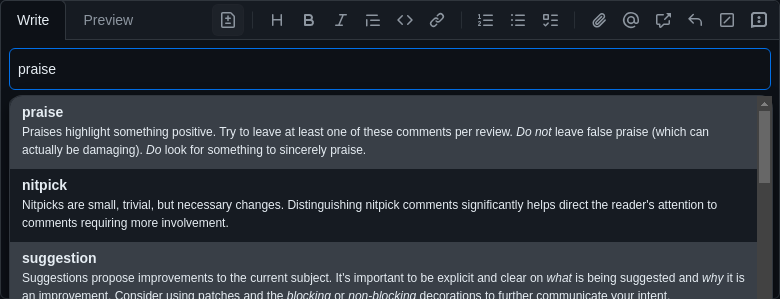 Write Preview
praise
praise
Praises highlight something positive. Try to leave at least one of these comments per review. Do not leave false praise (which can
actually be damaging). Do look for something to sincerely praise.
nitpick
Nitpicks are small, trivial, but necessary changes. Distinguishing nitpick comments significantly helps direct the reader's attention to
comments requiring more involvement.
suggestion
Suggestions propose improvements to the current subject. It's important to be explicit and clear on what is being suggested and why it is
an improvement. Consider using patches and the blocking or non-blocking decorations to further communicate your intent.